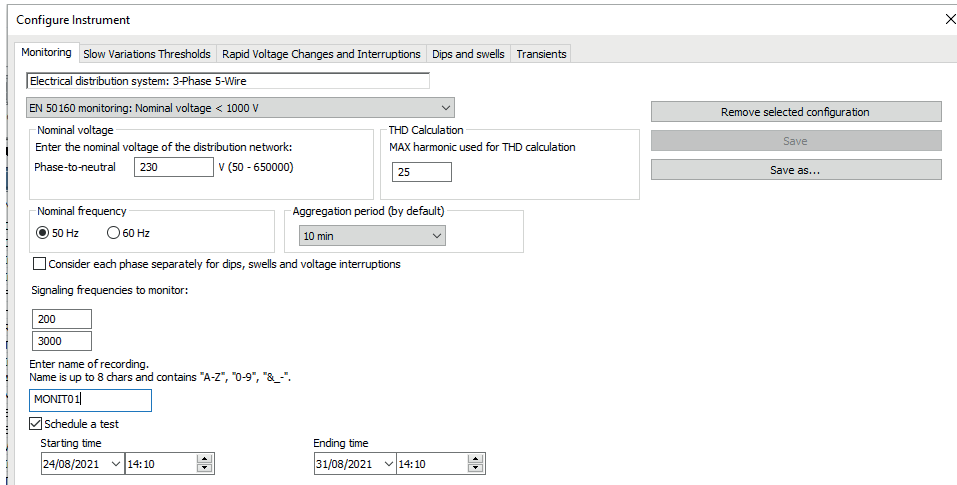 Configure Instrument
Monitoring Slow Variations Thresholds Rapid Voltage Changes and Interruptions Dips and swells Transients
Electrical distribution system: 3-Phase 5-Wire
EN 50160 monitoring: Nominal voltage < 1000 V
Remove selected configuration
Save
Save as...
Nominal voltage
Enter the nominal voltage of the distribution network:
Phase-to-neutral 230 V (50 - 650000)
THD Calculation
MAX harmonic used for THD calculation
25
Nominal frequency
50 Hz 60 Hz
Aggregation period (by default)
10 min
Consider each phase separately for dips, swells and voltage interruptions
Signaling frequencies to monitor:
200
3000
Enter name of recording.
Name is up to 8 chars and contains "A-Z", "0-9", "&_-".
MONIT01
Schedule a test
Starting time Ending time
24/08/2021 14:10 31/08/2021 14:10